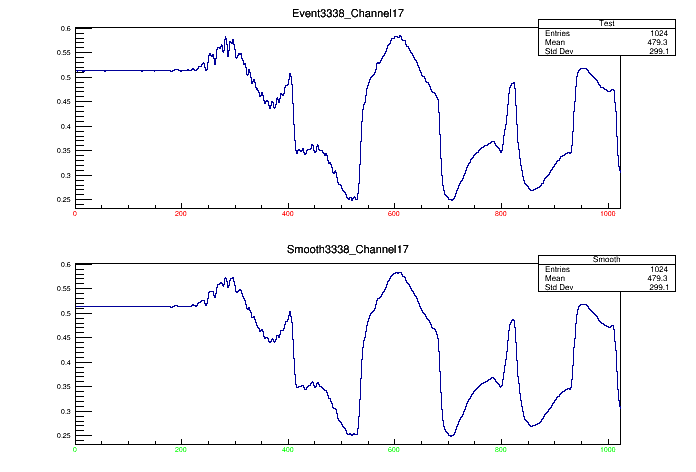 Event3338_Channel17
Test
Entries 1024
Mean 479.3
Std Dev 299.1
0.6
0.55
0.5
0.45
0.4
0.35
0.3
0.25
0 200 400 600 800 1000
Smooth3338_Channel17
Smooth
Entries 1024
Mean 479.3
Std Dev 299.1
0.6
0.55
0.5
0.45
0.4
0.35
0.3
0.25
0 200 400 600 800 1000